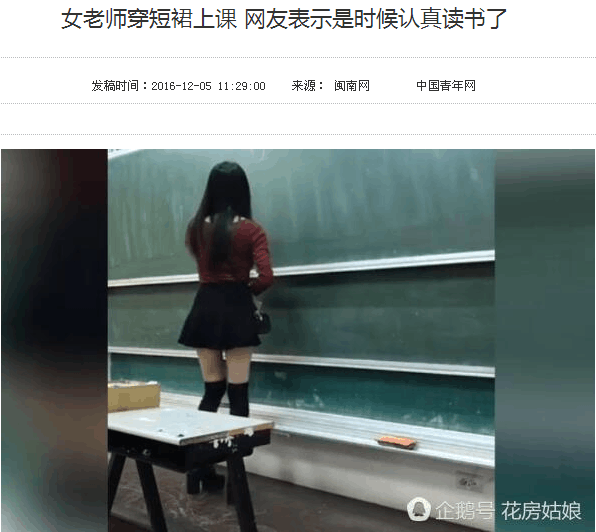 女老师穿短裙上课 网友表示是时候认真读书了
发稿时间：2016-12-05 11:29:00 来源： 闽南网 中国青年网
企鹅号 花房姑娘